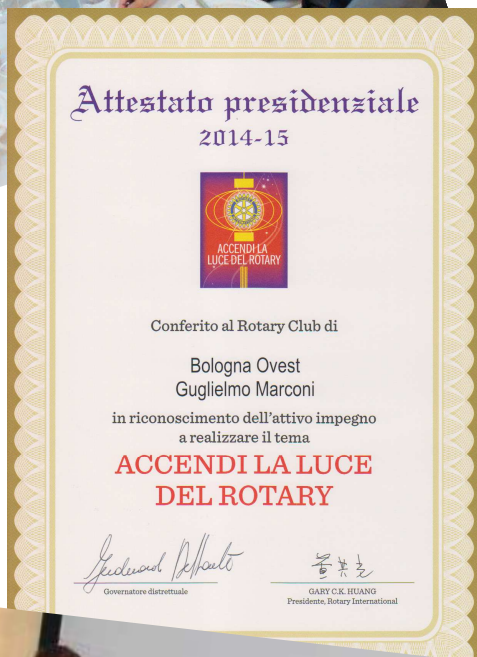 Attestato presidenziale
2014-15
ACCENDI LA
LUCE DEL ROTARY
Conferito al Rotary Club di
Bologna Ovest
Guglielmo Marconi
in riconoscimento dell'attivo impegno
a realizzare il tema
ACCENDI LA LUCE
DEL ROTARY
Governatore distrettuale
GARY C.K. HUANG
Presidente, Rotary International